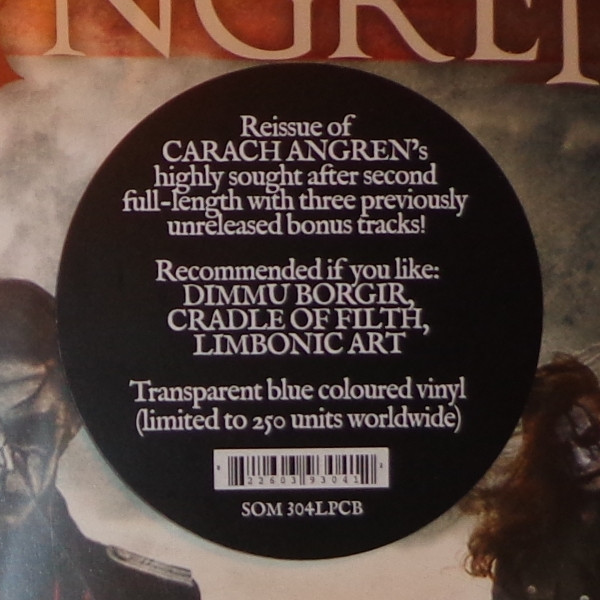 NGREN
Reissue of
CARACH ANGREN's
highly sought after second
full-length with three previously
unreleased bonus tracks!
Recommended if you like:
DIMMU BORGIR,
CRADLE OF FILTH,
LIMBONIC ART
Transparent blue coloured vinyl
(limited to 250 units worldwide)
SOM 304LPCB